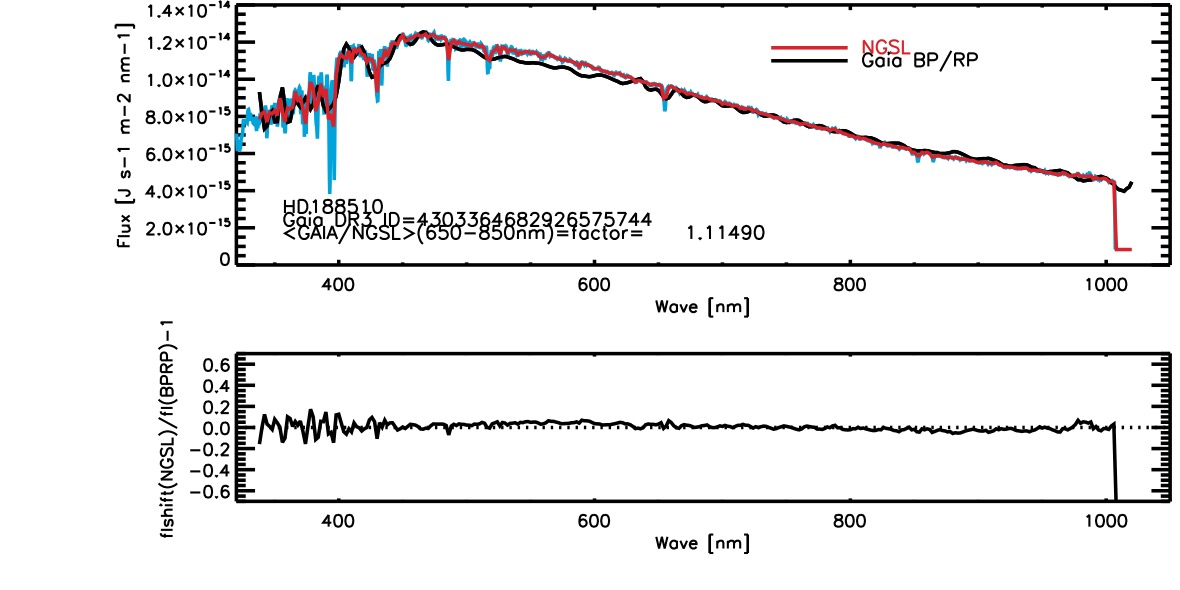 1.4×10⁻¹⁴
1.2×10⁻¹⁴
1.0×10⁻¹⁴
8.0×10⁻¹⁵
6.0×10⁻¹⁵
4.0×10⁻¹⁵
2.0×10⁻¹⁵
0
Flux [J s−1 m−2 nm−1]
NGSL
Gaia BP/RP
HD188510
Gaia DR3 ID=4303364682926575744
<GAIA/NGSL>(650−850nm)=factor= 1.11490
400 600 800 1000
Wave [nm]
0.6
0.4
0.2
0.0
−0.2
−0.4
−0.6
flshift(NGSL)/fl(BPRP)−1
400 600 800 1000
Wave [nm]